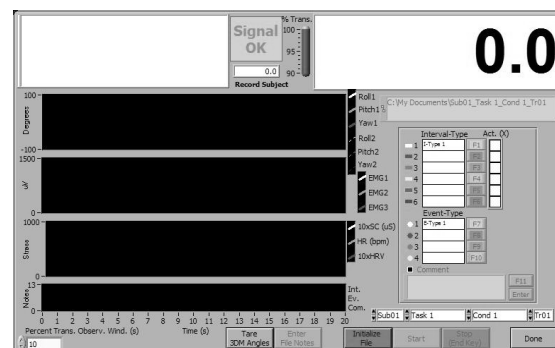 Signal
OK
% Trans.
100
95
90
0.0
Record Subject
0.0
100
Degrees
-100
Roll1
Pitch1
Yaw1
Roll2
Pitch2
Yaw2
1500
uV
0
EMG1
EMG2
EMG3
1000
Stress
0
10xSC (uS)
HR (bpm)
10xHRV
13
Notes
0
Int.
Ev.
Com.
0 1 2 3 4 5 6 7 8 9 10 11 12 13 14 15 16 17 18 19 20
Percent Trans. Observ. Wind. (s)
Time (s)
10
C:\My Documents\Sub01_Task 1_Cond 1_Tr01
Interval-Type Act. (X)
1 I-Type 1 F1
2 F2
3 F3
4 F4
5 F5
6 F6
Event-Type
1 E-Type 1 F7
2 F8
3 F9
4 F10
Comment
F11
Enter
Sub01 Task 1 Cond 1 Tr01
Tare
3DM Angles
Enter
File Notes
Initialize
File
Start
Stop
(End Key)
Done